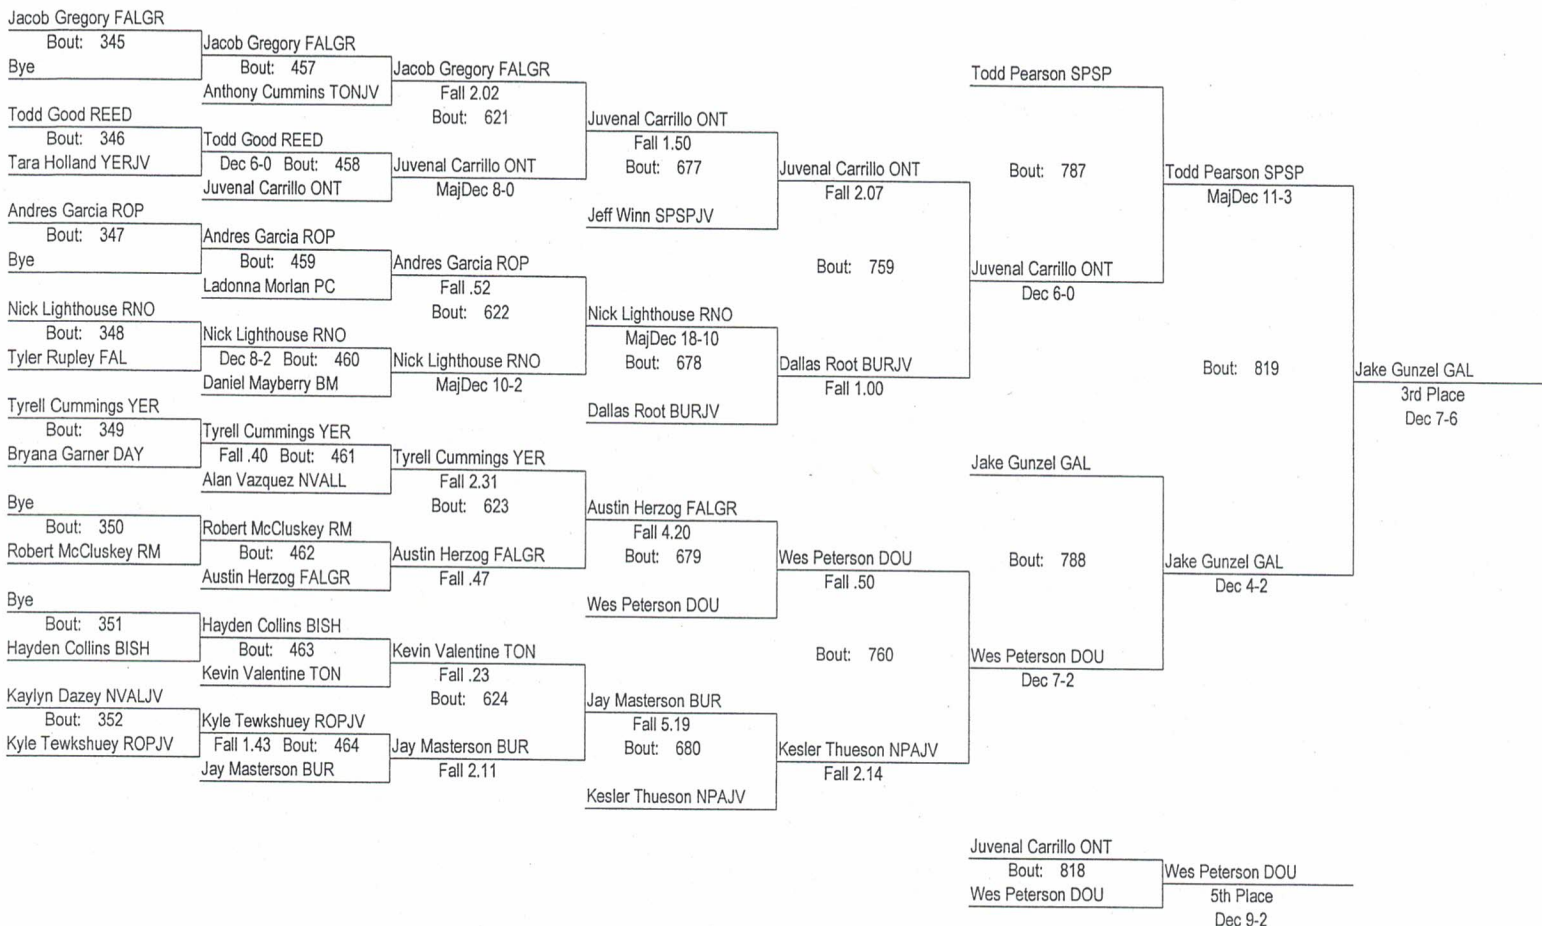 Jacob Gregory FALGR
Bout: 345
Bye
Todd Good REED
Bout: 346
Tara Holland YERJV
Andres Garcia ROP
Bout: 347
Bye
Nick Lighthouse RNO
Bout: 348
Tyler Rupley FAL
Tyrell Cummings YER
Bout: 349
Bryana Garner DAY
Bye
Bout: 350
Robert McCluskey RM
Bye
Bout: 351
Hayden Collins BISH
Kaylyn Dazey NVALJV
Bout: 352
Kyle Tewkshuey ROPJV
Jacob Gregory FALGR
Bout: 457
Anthony Cummins TONJV
Todd Good REED
Dec 6-0 Bout: 458
Juvenal Carrillo ONT
Andres Garcia ROP
Bout: 459
Ladonna Morlan PC
Nick Lighthouse RNO
Dec 8-2 Bout: 460
Daniel Mayberry BM
Tyrell Cummings YER
Fall .40 Bout: 461
Alan Vazquez NVALL
Robert McCluskey RM
Bout: 462
Austin Herzog FALGR
Hayden Collins BISH
Bout: 463
Kevin Valentine TON
Kyle Tewkshuey ROPJV
Fall 1.43 Bout: 464
Jay Masterson BUR
Jacob Gregory FALGR
Fall 2.02
Bout: 621
Juvenal Carrillo ONT
MajDec 8-0
Andres Garcia ROP
Fall .52
Bout: 622
Nick Lighthouse RNO
MajDec 10-2
Tyrell Cummings YER
Fall 2.31
Bout: 623
Austin Herzog FALGR
Fall .47
Kevin Valentine TON
Fall .23
Bout: 624
Jay Masterson BUR
Fall 2.11
Juvenal Carrillo ONT
Fall 1.50
Bout: 677
Jeff Winn SPSPJV
Nick Lighthouse RNO
MajDec 18-10
Bout: 678
Dallas Root BURJV
Austin Herzog FALGR
Fall 4.20
Bout: 679
Wes Peterson DOU
Jay Masterson BUR
Fall 5.19
Bout: 680
Kesler Thueson NPAJV
Juvenal Carrillo ONT
Fall 2.07
Bout: 759
Dallas Root BURJV
Fall 1.00
Wes Peterson DOU
Fall .50
Bout: 760
Kesler Thueson NPAJV
Fall 2.14
Todd Pearson SPSP
Bout: 787
Juvenal Carrillo ONT
Dec 6-0
Jake Gunzel GAL
Bout: 788
Wes Peterson DOU
Dec 7-2
Todd Pearson SPSP
MajDec 11-3
Bout: 819
Jake Gunzel GAL
Dec 4-2
Jake Gunzel GAL
3rd Place
Dec 7-6
Juvenal Carrillo ONT
Bout: 818
Wes Peterson DOU
Wes Peterson DOU
5th Place
Dec 9-2